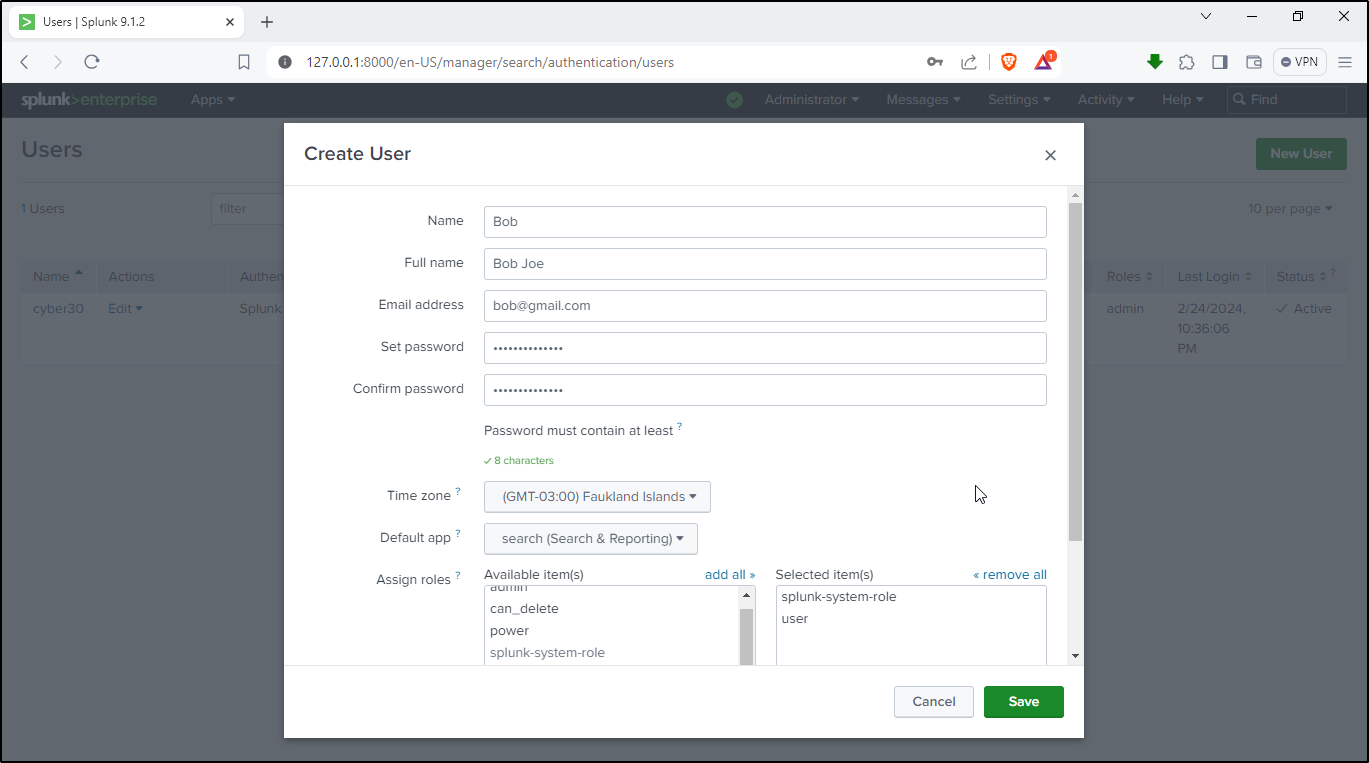 Users | Splunk 9.1.2
127.0.0.1:8000/en-US/manager/search/authentication/users
1
VPN
splunk>enterprise Apps Administrator Messages Settings Activity Help Find
Users
New User
1 Users filter 10 per page
Name Actions Authen Roles Last Login Status ?
cyber30 Edit Splunk admin 2/24/2024, Active
10:36:06
PM
Create User
Name Bob
Full name Bob Joe
Email address bob@gmail.com
Set password ••••••••••••••
Confirm password ••••••••••••••
Password must contain at least ?
✓ 8 characters
Time zone ? (GMT-03:00) Faukland Islands
Default app ? search (Search & Reporting)
Assign roles ? Available item(s) add all » Selected item(s) « remove all
admin splunk-system-role
can_delete user
power
splunk-system-role
Cancel Save